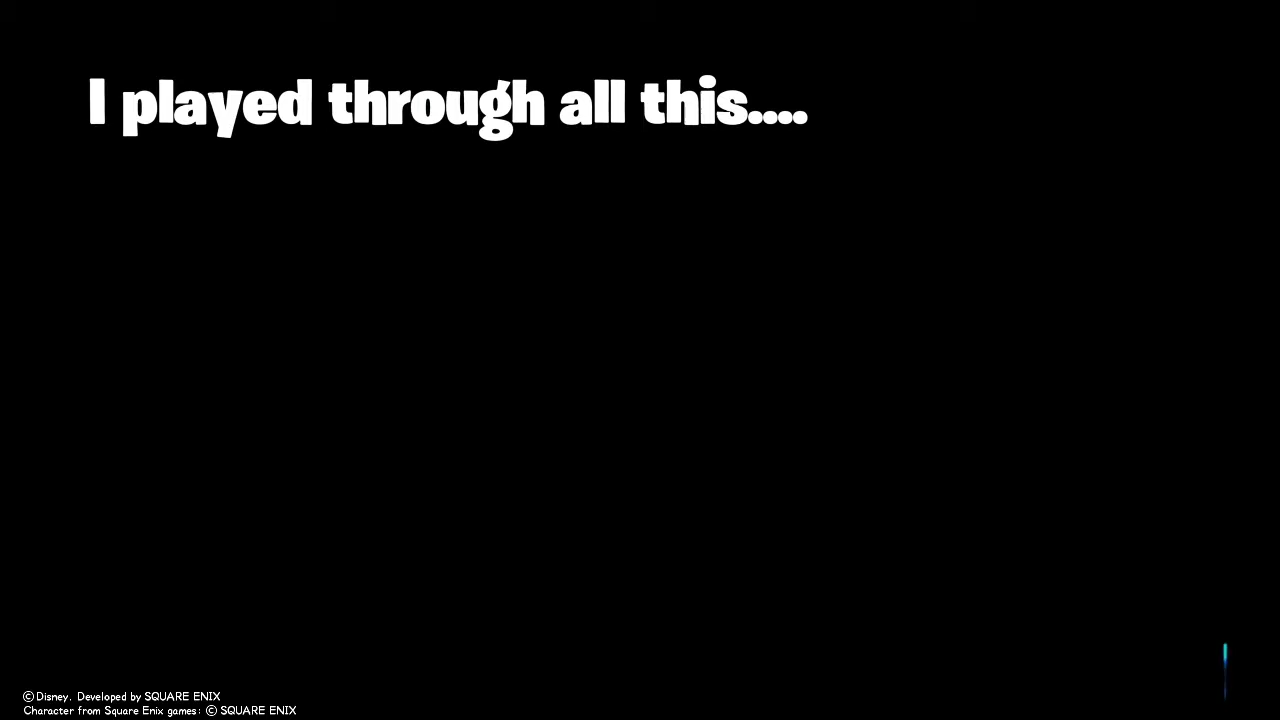 I played through all this....
©Disney. Developed by SQUARE ENIX
Character from Square Enix games: © SQUARE ENIX